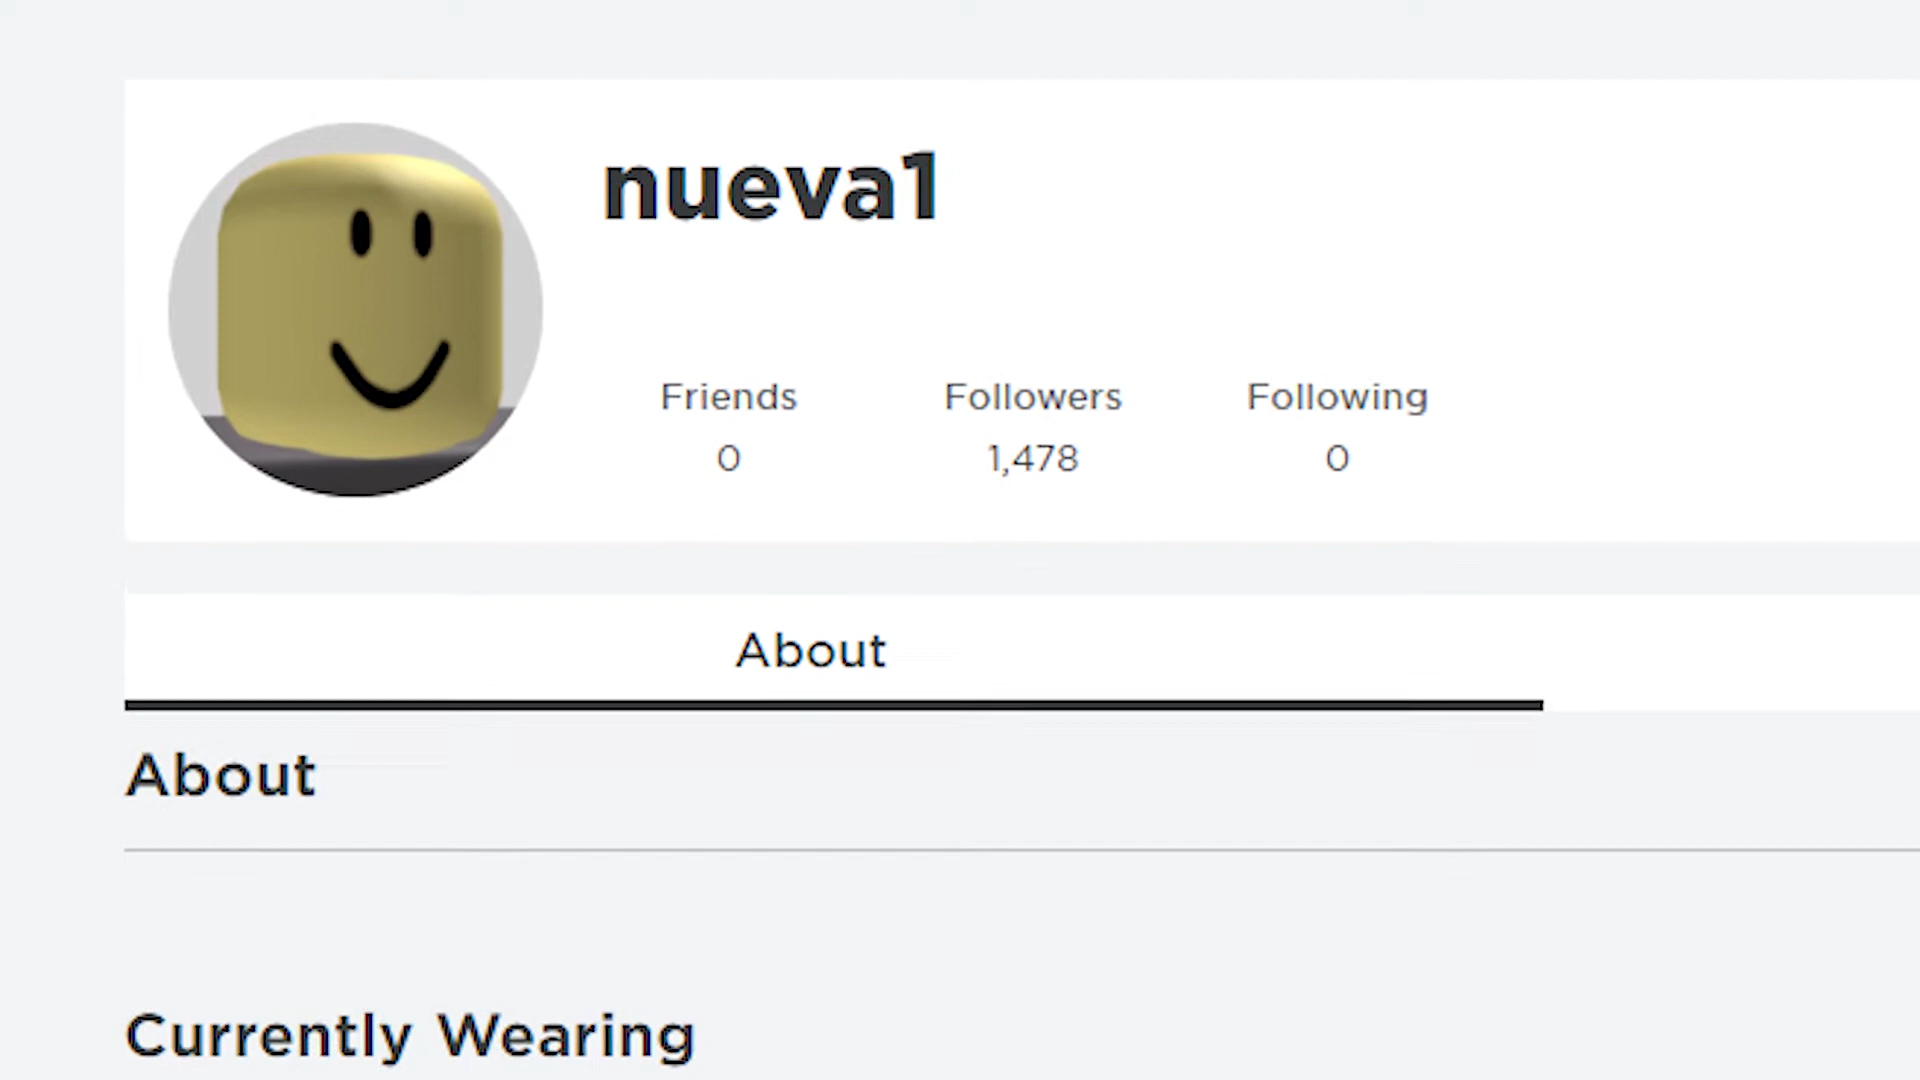 nueva1
Friends Followers Following
0 1,478 0
About
About
Currently Wearing